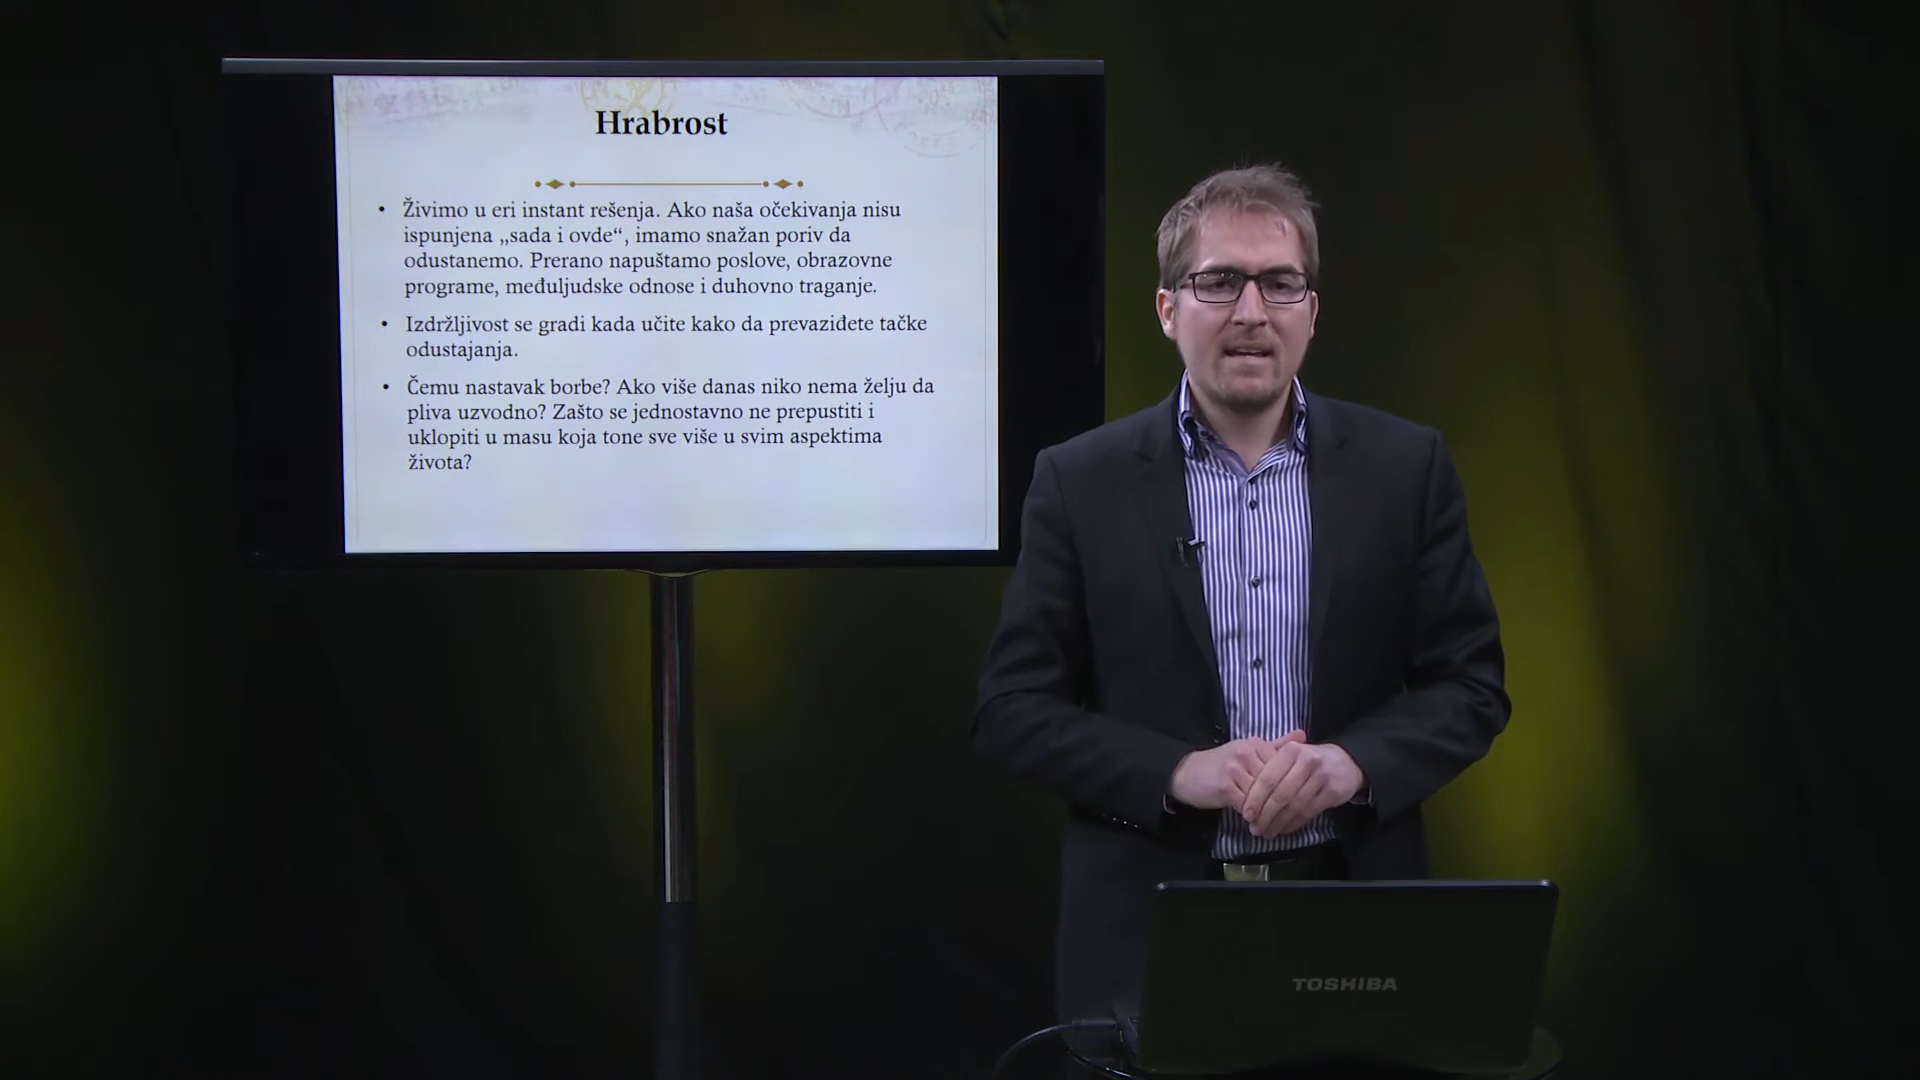 Hrabrost
• Živimo u eri instant rešenja. Ako naša očekivanja nisu
ispunjena „sada i ovde“, imamo snažan poriv da
odustanemo. Prerano napuštamo poslove, obrazovne
programe, međuljudske odnose i duhovno traganje.
• Izdržljivost se gradi kada učite kako da prevaziđete tačke
odustajanja.
• Čemu nastavak borbe? Ako više danas niko nema želju da
pliva uzvodno? Zašto se jednostavno ne prepustiti i
uklopiti u masu koja tone sve više u svim aspektima
života?
TOSHIBA